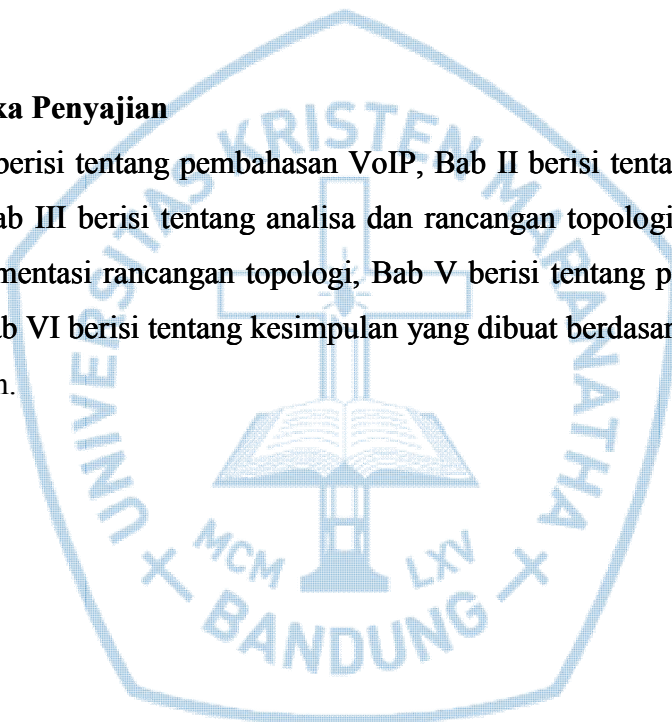 ka Penyajian
berisi tentang pembahasan VoIP, Bab II berisi tenta
ab III berisi tentang analisa dan rancangan topologi
mentasi rancangan topologi, Bab V berisi tentang p
ab VI berisi tentang kesimpulan yang dibuat berdasar
n.
UNIVERSITAS KRISTEN MARANATHA
MCM LXV
BANDUNG